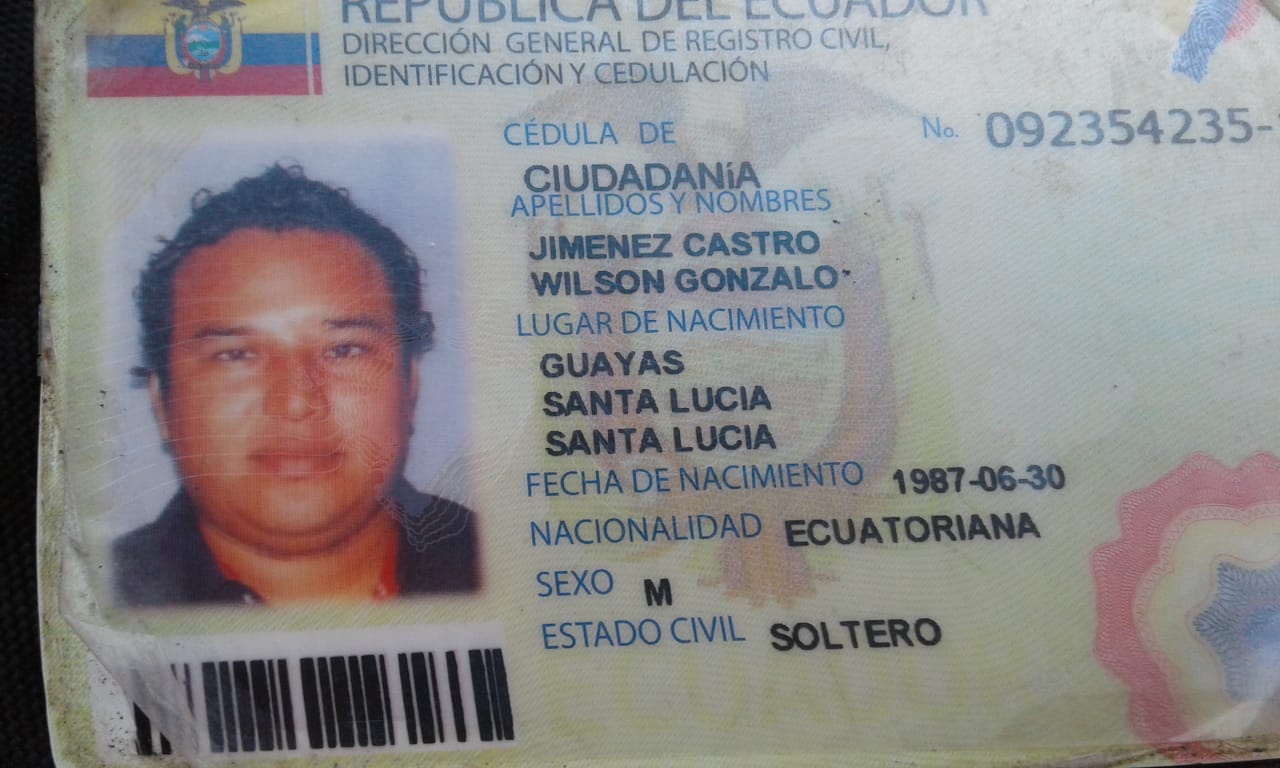 REPÚBLICA DEL ECUADOR
DIRECCIÓN GENERAL DE REGISTRO CIVIL,
IDENTIFICACIÓN Y CEDULACIÓN
CÉDULA DE No. 092354235-
CIUDADANíA
APELLIDOS Y NOMBRES
JIMENEZ CASTRO
WILSON GONZALO
LUGAR DE NACIMIENTO
GUAYAS
SANTA LUCIA
SANTA LUCIA
FECHA DE NACIMIENTO 1987-06-30
NACIONALIDAD ECUATORIANA
SEXO M
ESTADO CIVIL SOLTERO